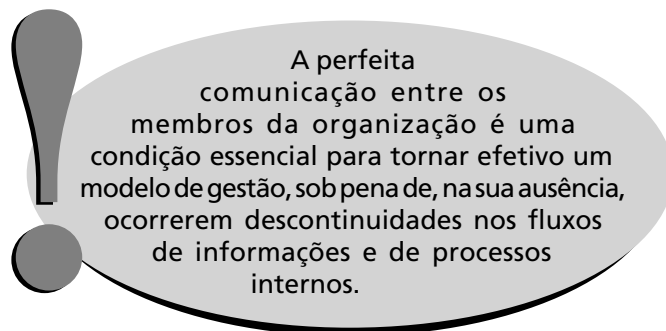 A perfeita
comunicação entre os
membros da organização é uma
condição essencial para tornar efetivo um
modelo de gestão, sob pena de, na sua ausência,
ocorrerem descontinuidades nos fluxos
de informações e de processos
internos.